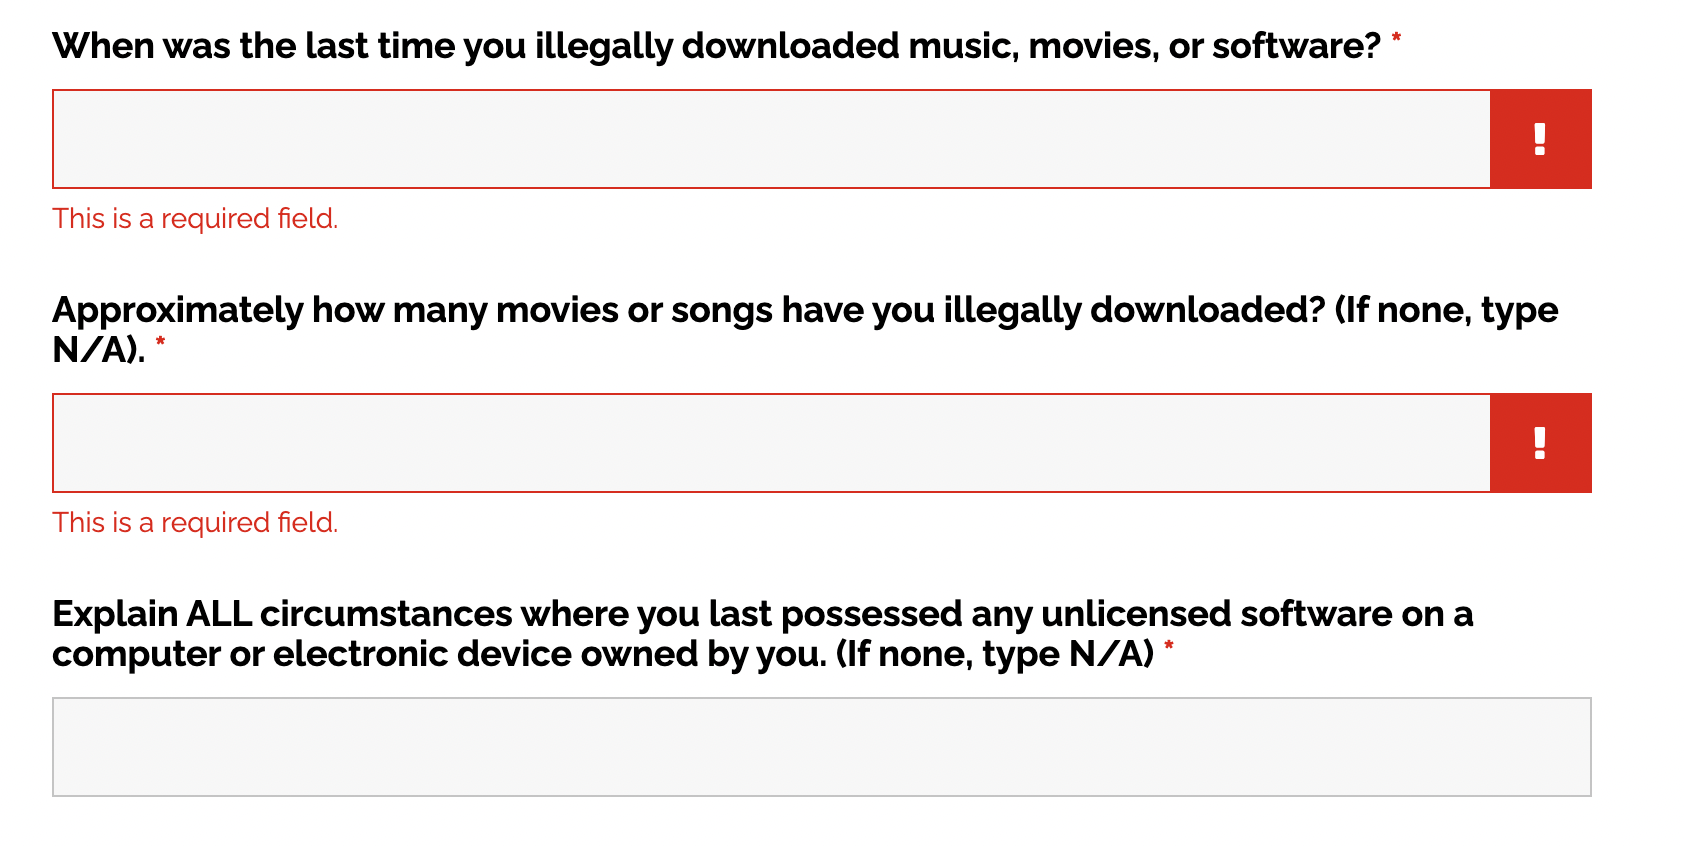 When was the last time you illegally downloaded music, movies, or software? *
!
This is a required field.
Approximately how many movies or songs have you illegally downloaded? (If none, type
N/A). *
!
This is a required field.
Explain ALL circumstances where you last possessed any unlicensed software on a
computer or electronic device owned by you. (If none, type N/A) *